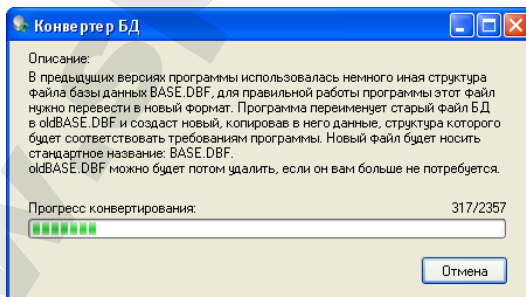 Конвертер БД
Описание:
В предыдущих версиях программы использовалась немного иная структура
файла базы данных BASE.DBF, для правильной работы программы этот файл
нужно перевести в новый формат. Программа переименует старый файл БД
в oldBASE.DBF и создаст новый, копировав в него данные, структура которого
будет соответствовать требованиям программы. Новый файл будет носить
стандартное название: BASE.DBF.
oldBASE.DBF можно будет потом удалить, если он вам больше не потребуется.
Прогресс конвертирования: 317/2357
Отмена